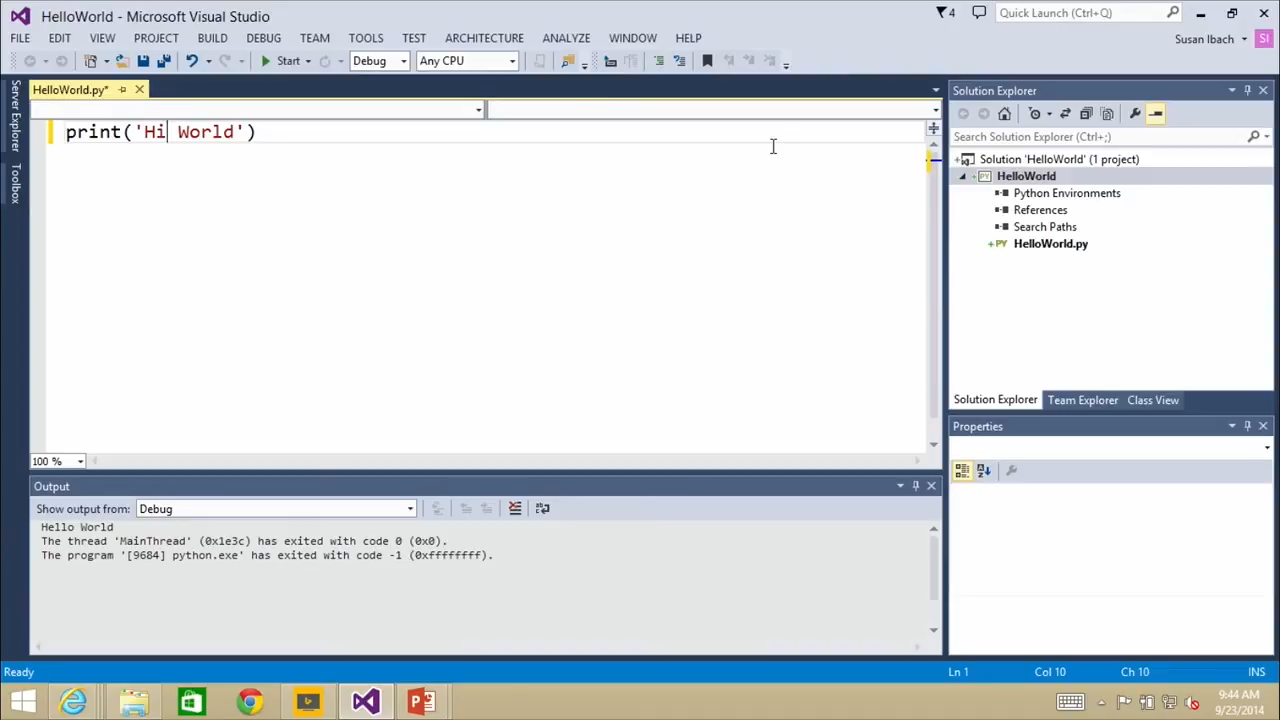 HelloWorld - Microsoft Visual Studio
4
Quick Launch (Ctrl+Q)
FILE EDIT VIEW PROJECT BUILD DEBUG TEAM TOOLS TEST ARCHITECTURE ANALYZE WINDOW HELP
Susan Ibach SI
Start Debug Any CPU
Server Explorer
Toolbox
HelloWorld.py*
print('Hi World')
100 %
Solution Explorer
Search Solution Explorer (Ctrl+;)
Solution 'HelloWorld' (1 project)
HelloWorld
Python Environments
References
Search Paths
HelloWorld.py
Solution Explorer Team Explorer Class View
Properties
Output
Show output from: Debug
Hello World
The thread 'MainThread' (0x1e3c) has exited with code 0 (0x0).
The program '[9684] python.exe' has exited with code -1 (0xffffffff).
Ready Ln 1 Col 10 Ch 10 INS
9:44 AM
9/23/2014